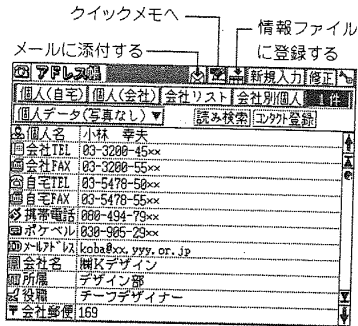 クイックメモへ
メールに添付する
情報ファイルに登録する
アドレス帳 新規入力 修正
個人(自宅) 個人(会社) 会社リスト 会社別個人 1件
個人データ(写真なし)▼ 読み検索 コンタクト登録
個人名 小林 幸夫
会社TEL 03-3200-45××
会社FAX 03-3200-55××
自宅TEL 03-5478-50××
自宅FAX 03-5478-55××
携帯電話 080-494-79××
ポケベル 030-905-29××
メールアドレス koba@xx.yyy.or.jp
会社名 ㈱Kデザイン
所属 デザイン部
役職 チーフデザイナー
〒会社郵便 169